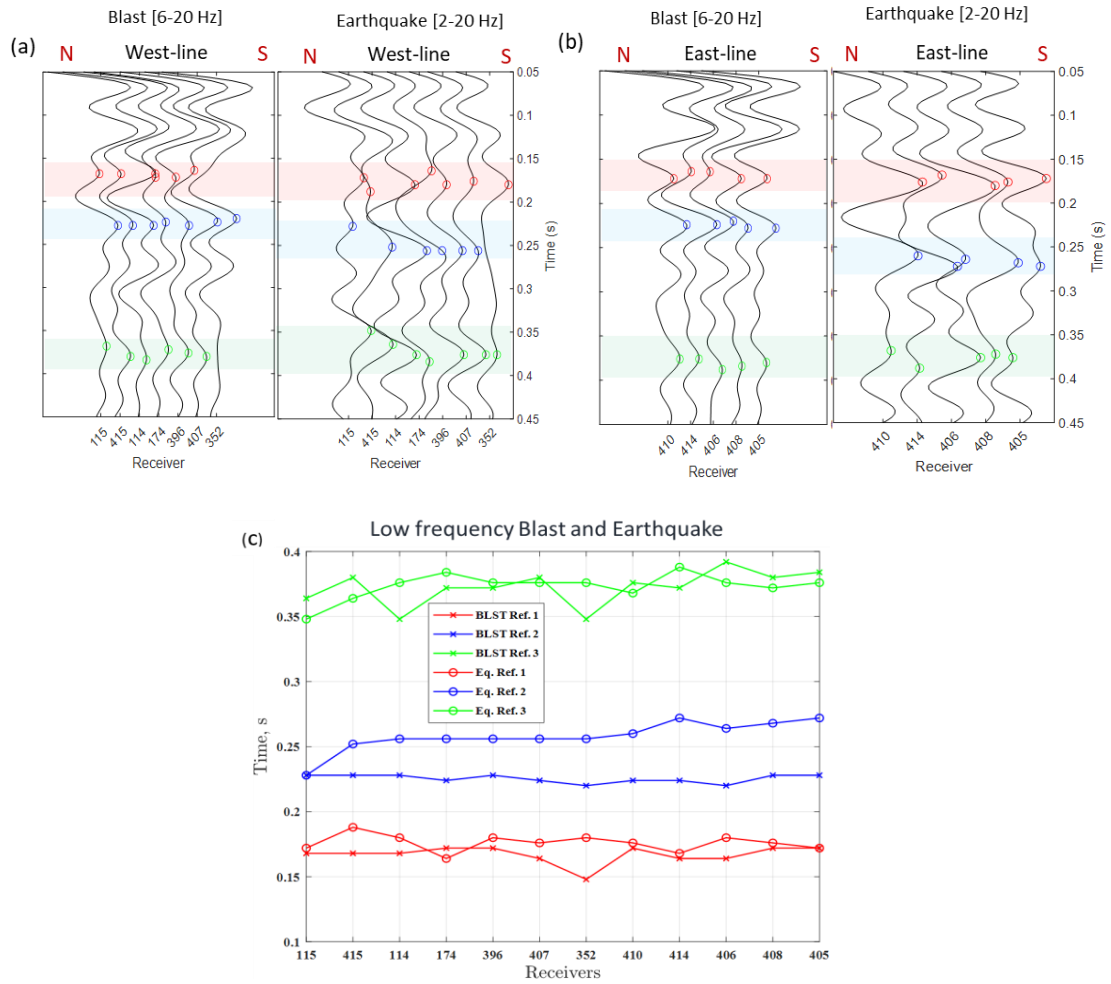 Blast [6-20 Hz]
Earthquake [2-20 Hz]
Blast [6-20 Hz]
Earthquake [2-20 Hz]
(a)
N
West-line
S
N
West-line
S
(b)
N
East-line
S
N
East-line
S
0.05
0.1
0.15
0.2
0.25
0.3
0.35
0.4
0.45
Time (s)
0.05
0.1
0.15
0.2
0.25
0.3
0.35
0.4
0.45
Time (s)
115 415 114 174 396 407 352
Receiver
115 415 114 174 396 407 352
Receiver
410 414 406 408 405
Receiver
410 414 406 408 405
Receiver
(c)
Low frequency Blast and Earthquake
0.4
0.35
0.3
0.25
0.2
0.15
0.1
Time, s
BLST Ref. 1
BLST Ref. 2
BLST Ref. 3
Eq. Ref. 1
Eq. Ref. 2
Eq. Ref. 3
115 415 114 174 396 407 352 410 414 406 408 405
Receivers